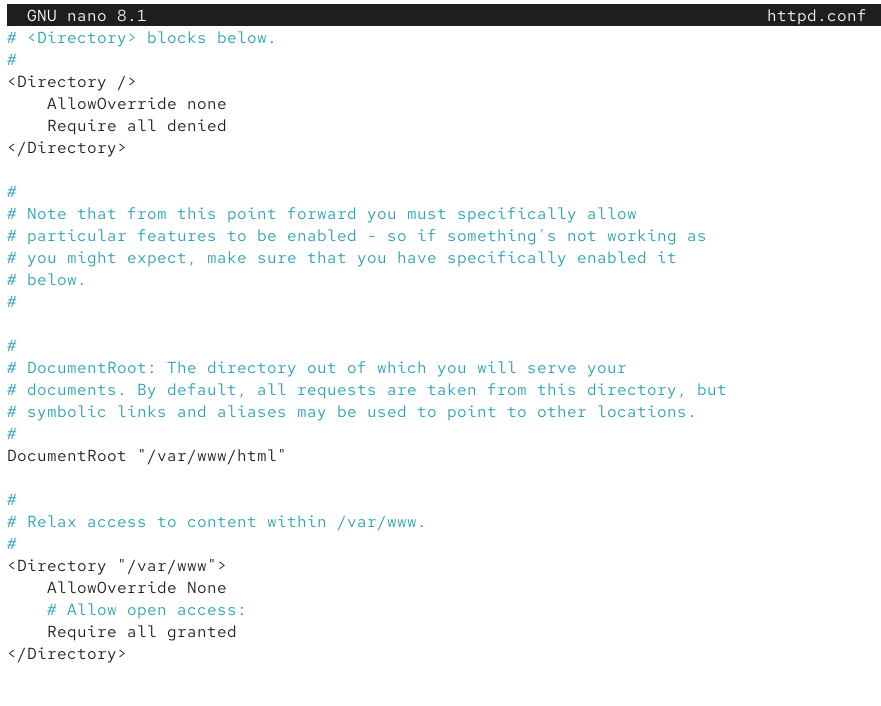 GNU nano 8.1 httpd.conf
# <Directory> blocks below.
#
<Directory />
    AllowOverride none
    Require all denied
</Directory>

#
# Note that from this point forward you must specifically allow
# particular features to be enabled - so if something's not working as
# you might expect, make sure that you have specifically enabled it
# below.
#

#
# DocumentRoot: The directory out of which you will serve your
# documents. By default, all requests are taken from this directory, but
# symbolic links and aliases may be used to point to other locations.
#
DocumentRoot "/var/www/html"

#
# Relax access to content within /var/www.
#
<Directory "/var/www">
    AllowOverride None
    # Allow open access:
    Require all granted
</Directory>